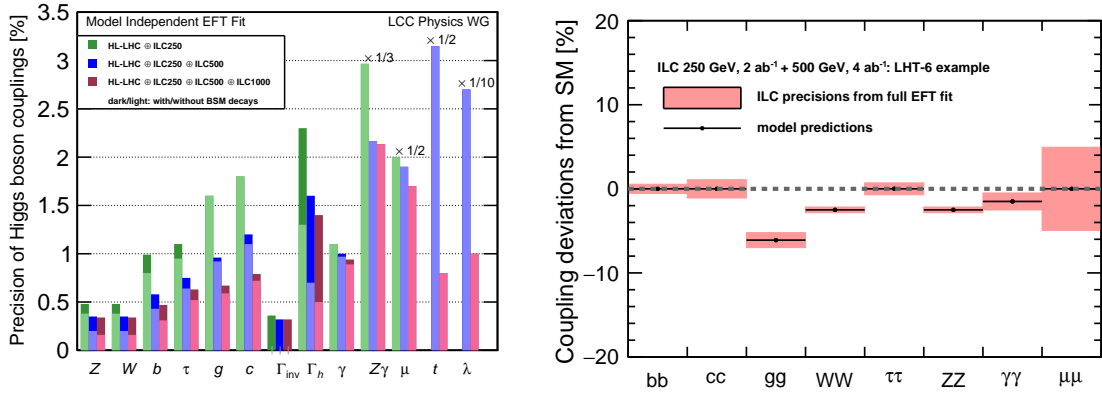 Model Independent EFT Fit
LCC Physics WG
HL-LHC ⊕ ILC250
HL-LHC ⊕ ILC250 ⊕ ILC500
HL-LHC ⊕ ILC250 ⊕ ILC500 ⊕ ILC1000
dark/light: with/without BSM decays
× 1/2
× 1/3
× 1/10
× 1/2
Precision of Higgs boson couplings [%]
3.5
3
2.5
2
1.5
1
0.5
0
Z W b τ g c Γinv Γh γ Zγ μ t λ
Coupling deviations from SM [%]
20
10
0
−10
−20
ILC 250 GeV, 2 ab⁻¹ + 500 GeV, 4 ab⁻¹: LHT-6 example
ILC precisions from full EFT fit
model predictions
bb cc gg WW ττ ZZ γγ μμ